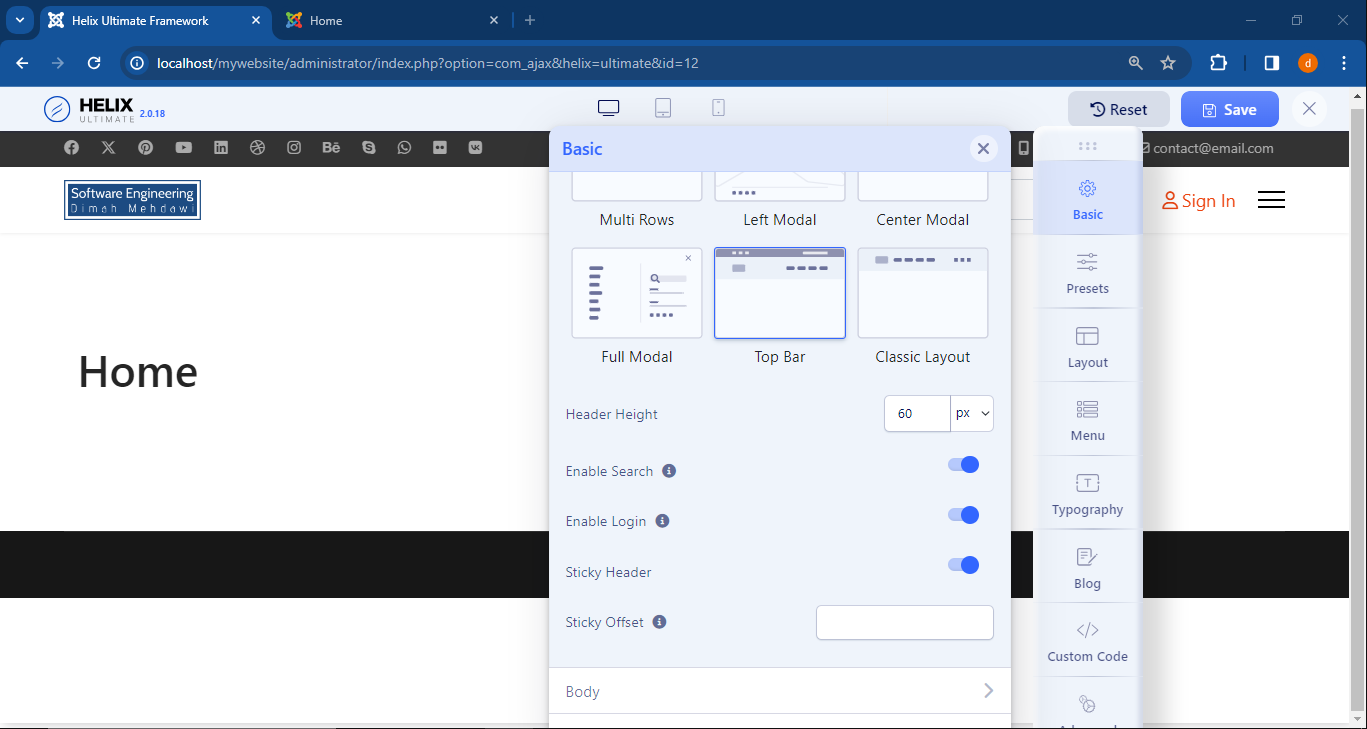 Helix Ultimate Framework
Home
localhost/mywebsite/administrator/index.php?option=com_ajax&helix=ultimate&id=12
d
HELIX
ULTIMATE 2.0.18
Reset
Save
Bē
contact@email.com
Software Engineering
Dimah Mehdawi
Sign In
Home
Basic
Multi Rows
Left Modal
Center Modal
Full Modal
Top Bar
Classic Layout
Header Height
60
px
Enable Search
Enable Login
Sticky Header
Sticky Offset
Body
Basic
Presets
Layout
Menu
T
Typography
Blog
Custom Code